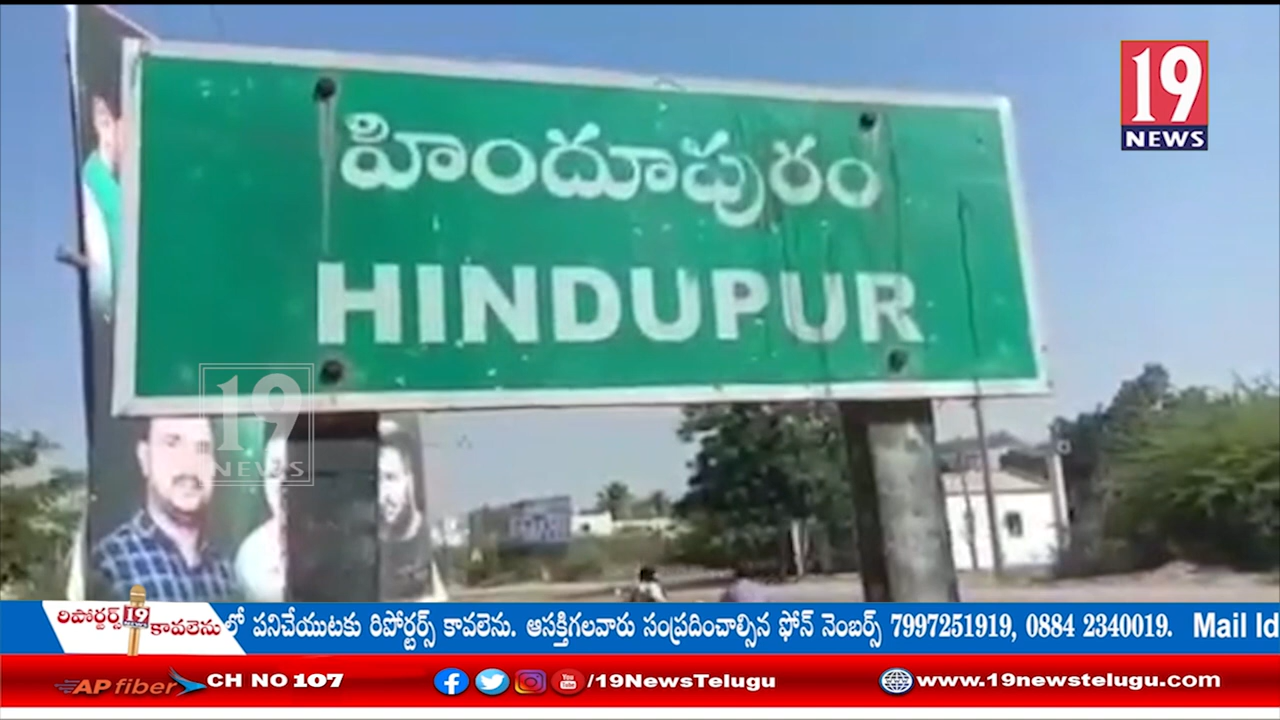 19
NEWS
హిందూపురం
HINDUPUR
19
NEWS
రిపోర్టర్స్ 19
కావలెను
లో పనిచేయుటకు రిపోర్టర్స్ కావలెను. ఆసక్తిగలవారు సంప్రదించాల్సిన ఫోన్ నెంబర్స్ 7997251919, 0884 2340019. Mail Id
AP fiber CH NO 107 /19NewsTelugu www.19newstelugu.com